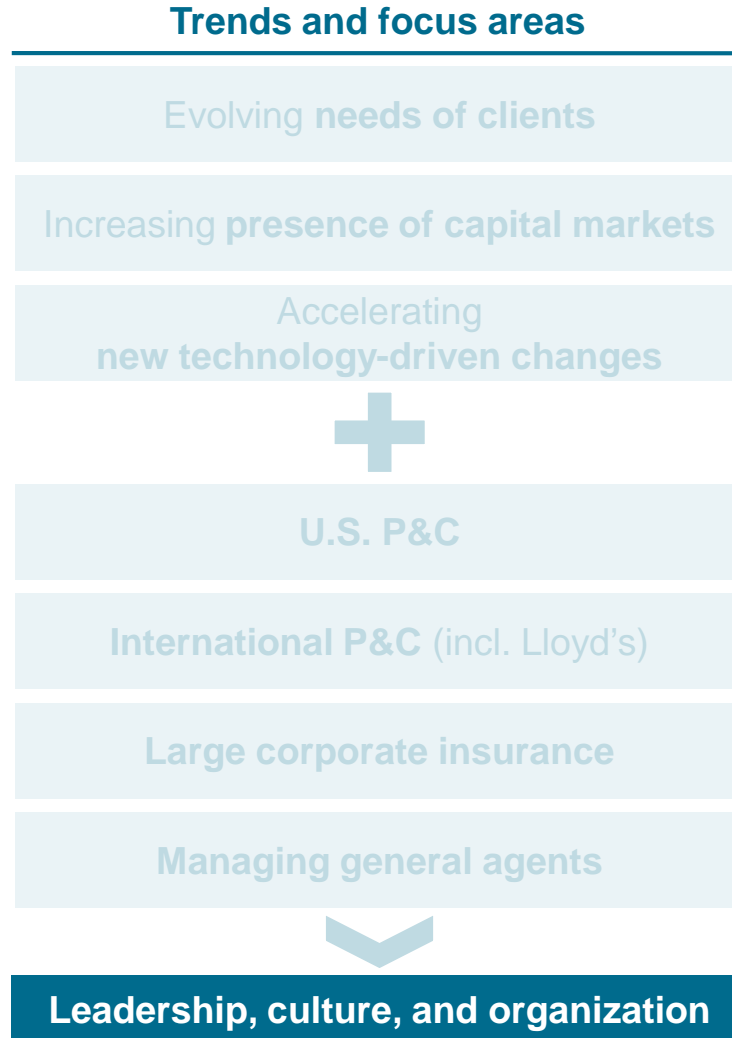 Trends and focus areas
Evolving needs of clients
Increasing presence of capital markets
Accelerating
new technology-driven changes
U.S. P&C
International P&C (incl. Lloyd's)
Large corporate insurance
Managing general agents
Leadership, culture, and organization